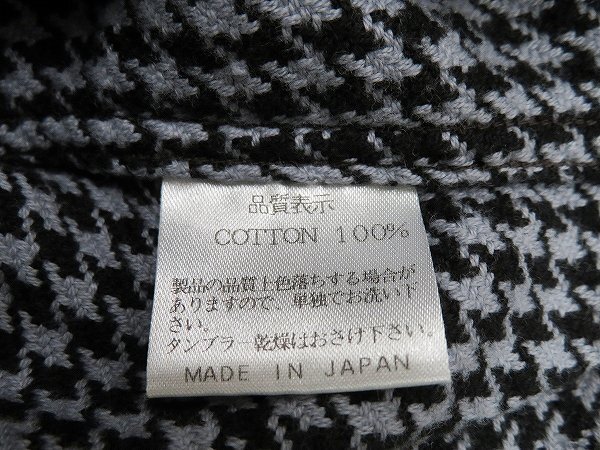 品質表示
COTTON 100%
製品の品質上色落ちする場合が
ありますので、単独でお洗い下
さい。
タンブラー乾燥はおさけ下さい。
MADE IN JAPAN